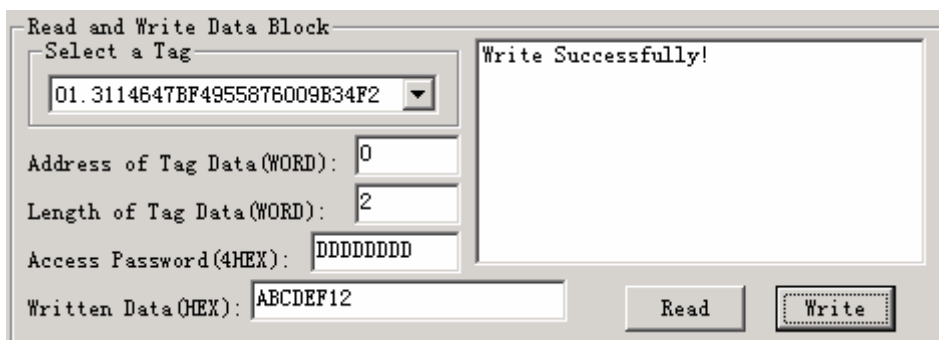 Read and Write Data Block
Select a Tag
01.3114647BF4955876009B34F2
Address of Tag Data(WORD): 0
Length of Tag Data(WORD): 2
Access Password(4HEX): DDDDDDDD
Written Data(HEX): ABCDEF12
Write Successfully!
Read
Write